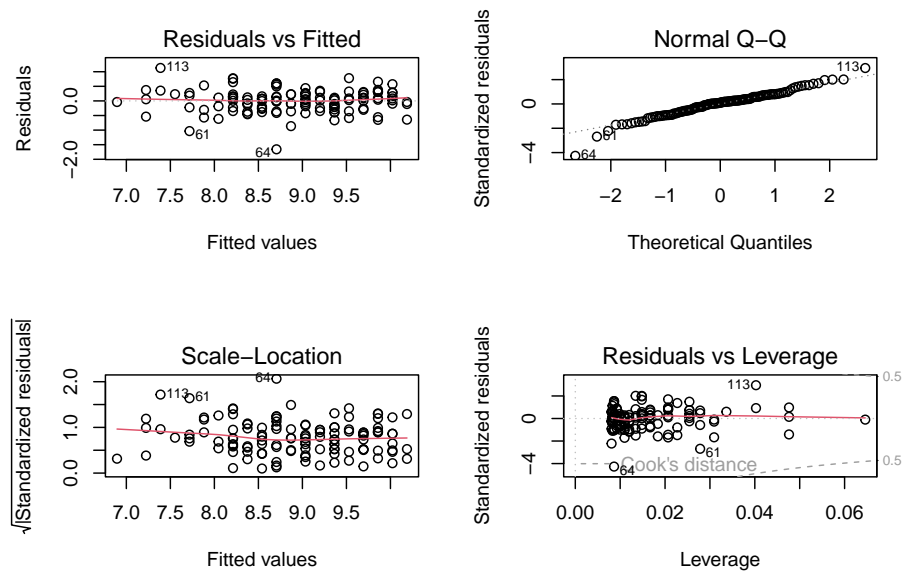 Residuals vs Fitted
Residuals
0.0
−2.0
113
61
64
7.0 7.5 8.0 8.5 9.0 9.5
Fitted values
Normal Q−Q
Standardized residuals
0
−4
113
61
64
−2 −1 0 1 2
Theoretical Quantiles
Scale−Location
√|Standardized residuals|
2.0
1.0
0.0
113
61
64
7.0 7.5 8.0 8.5 9.0 9.5
Fitted values
Residuals vs Leverage
Standardized residuals
0
−4
113
61
64
Cook's distance
0.5
0.5
0.00 0.02 0.04 0.06
Leverage